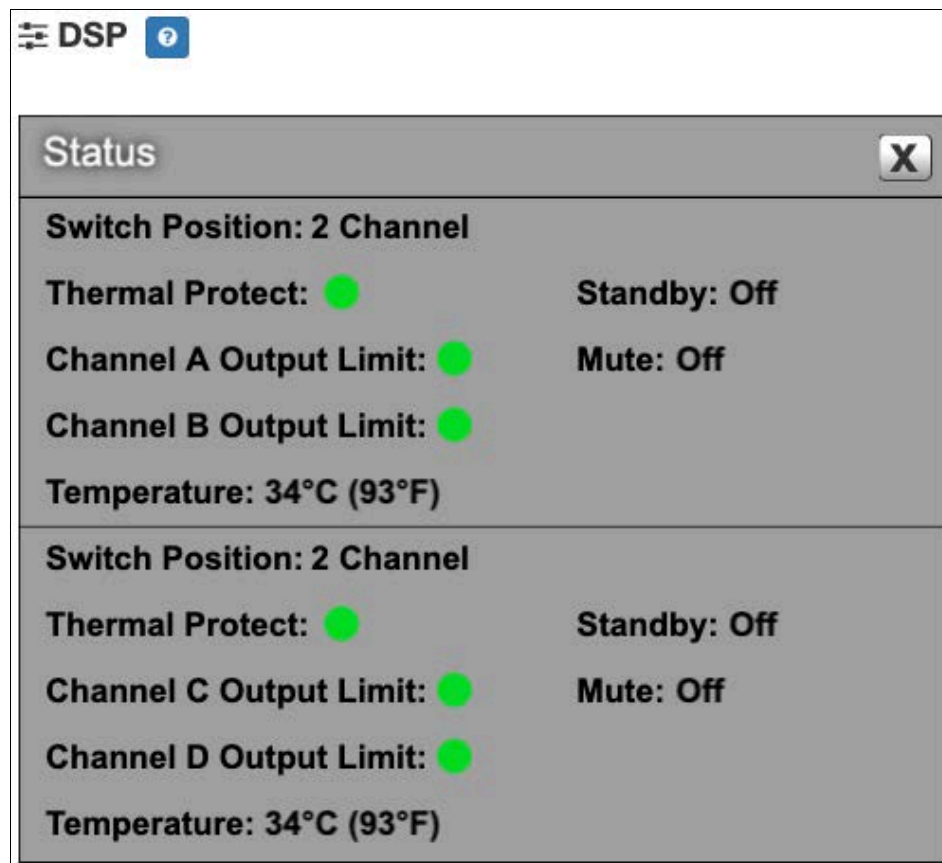 DSP ?
Status X
Switch Position: 2 Channel
Thermal Protect: Standby: Off
Channel A Output Limit: Mute: Off
Channel B Output Limit:
Temperature: 34°C (93°F)
Switch Position: 2 Channel
Thermal Protect: Standby: Off
Channel C Output Limit: Mute: Off
Channel D Output Limit:
Temperature: 34°C (93°F)